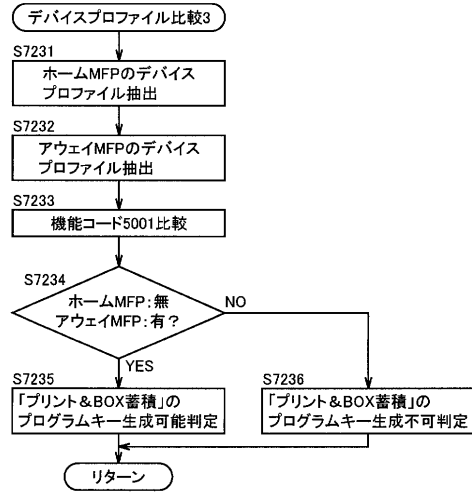 デバイスプロファイル比較3
S7231
ホームMFPのデバイス
プロファイル抽出
S7232
アウェイMFPのデバイス
プロファイル抽出
S7233
機能コード5001比較
S7234
ホームMFP:無
アウェイMFP:有?
NO
YES
S7235
「プリント&BOX蓄積」の
プログラムキー生成可能判定
S7236
「プリント&BOX蓄積」の
プログラムキー生成不可判定
リターン